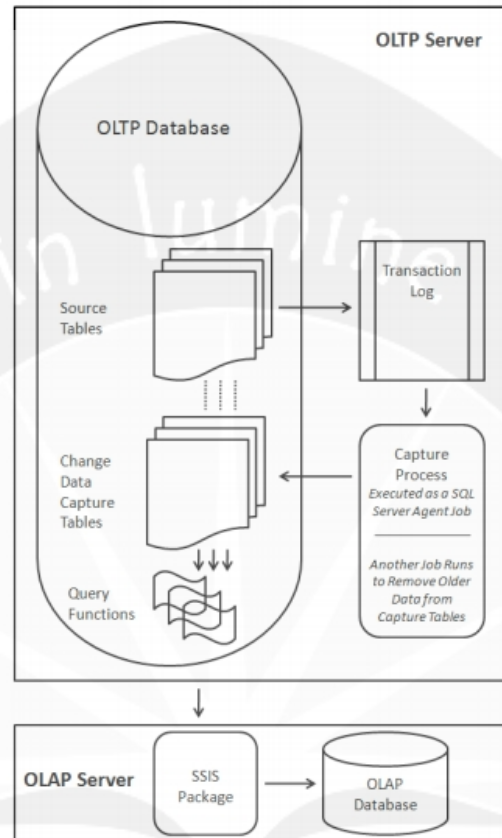 OLTP Server
OLTP Database
in lumine
Source
Tables
Transaction
Log
Change
Data
Capture
Tables
Capture
Process
Executed as a SQL
Server Agent Job
Another Job Runs
to Remove Older
Data from
Capture Tables
Query
Functions
OLAP Server
SSIS
Package
OLAP
Database